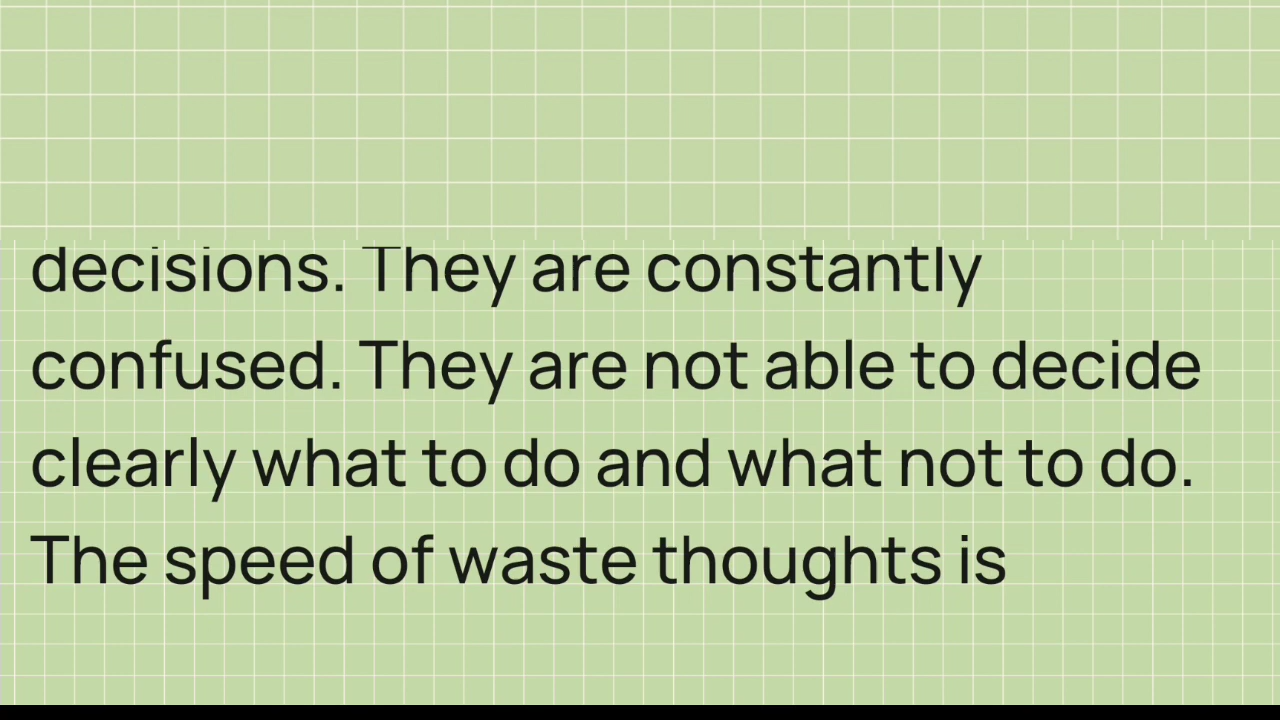 decisions. They are constantly
confused. They are not able to decide
clearly what to do and what not to do.
The speed of waste thoughts is